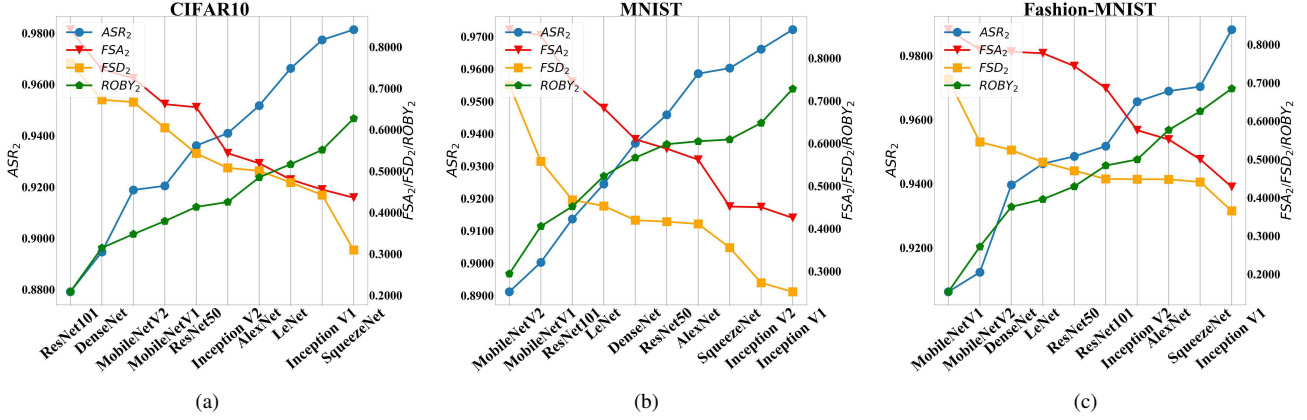 CIFAR10
ASR₂
FSA₂
FSD₂
ROBY₂
0.9800
0.9600
0.9400
0.9200
0.9000
0.8800
ASR₂
0.8000
0.7000
0.6000
0.5000
0.4000
0.3000
0.2000
FSA₂/FSD₂/ROBY₂
ResNet101
DenseNet
MobileNetV2
MobileNetV1
ResNet50
Inception V2
AlexNet
LeNet
Inception V1
SqueezeNet
(a)
MNIST
ASR₂
FSA₂
FSD₂
ROBY₂
0.9700
0.9600
0.9500
0.9400
0.9300
0.9200
0.9100
0.9000
0.8900
ASR₂
0.8000
0.7000
0.6000
0.5000
0.4000
0.3000
FSA₂/FSD₂/ROBY₂
MobileNetV2
MobileNetV1
ResNet101
LeNet
DenseNet
ResNet50
AlexNet
SqueezeNet
Inception V2
Inception V1
(b)
Fashion-MNIST
ASR₂
FSA₂
FSD₂
ROBY₂
0.9800
0.9600
0.9400
0.9200
ASR₂
0.8000
0.7000
0.6000
0.5000
0.4000
0.3000
0.2000
FSA₂/FSD₂/ROBY₂
MobileNetV1
MobileNetV2
DenseNet
LeNet
ResNet50
ResNet101
Inception V2
AlexNet
SqueezeNet
Inception V1
(c)